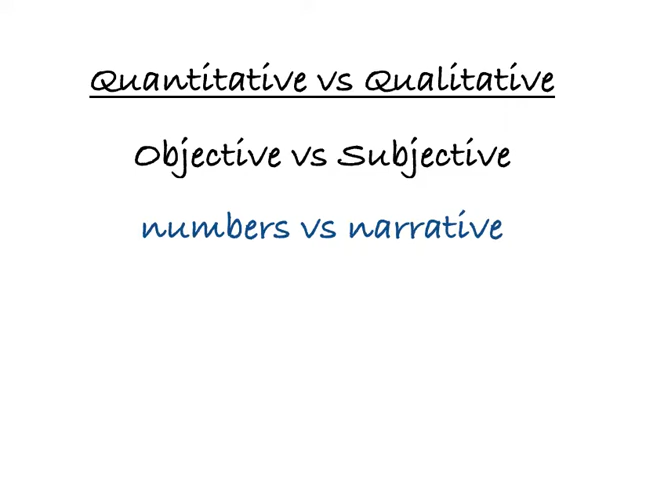 Quantitative vs Qualitative
Objective vs Subjective
numbers vs narrative